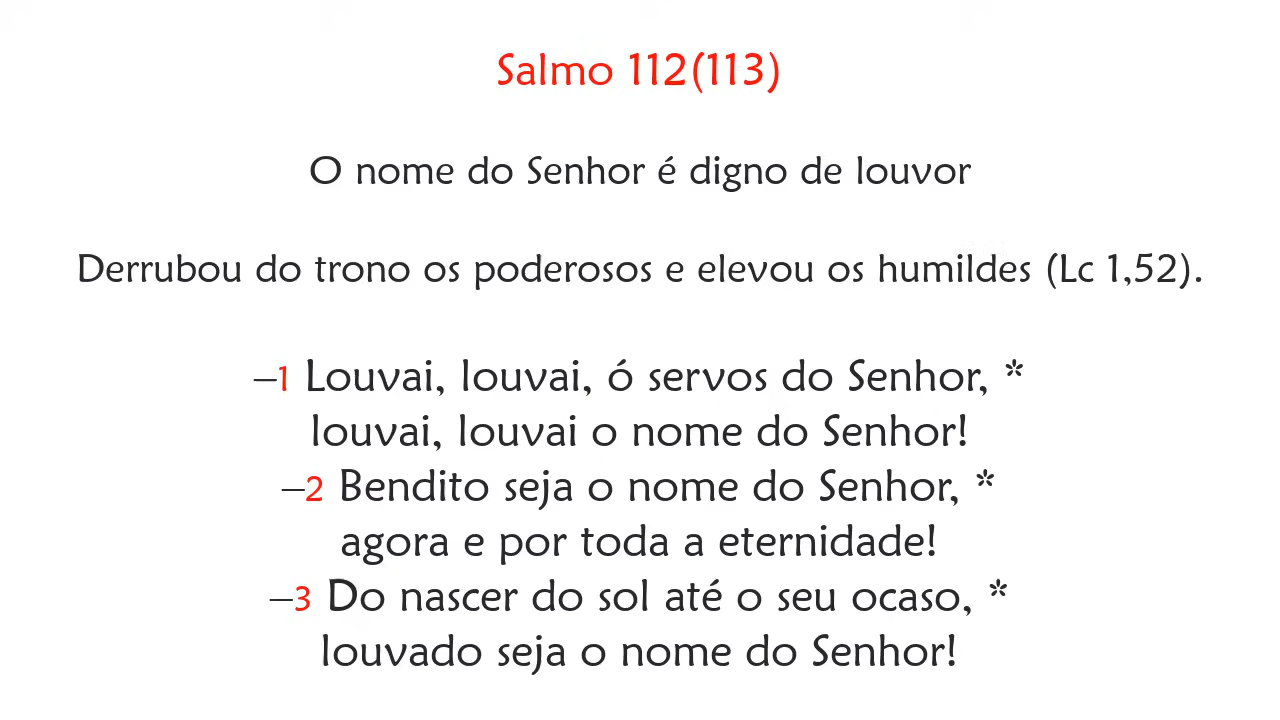 Salmo 112(113)
O nome do Senhor é digno de louvor
Derrubou do trono os poderosos e elevou os humildes (Lc 1,52).
–1 Louvai, louvai, ó servos do Senhor, *
louvai, louvai o nome do Senhor!
–2 Bendito seja o nome do Senhor, *
agora e por toda a eternidade!
–3 Do nascer do sol até o seu ocaso, *
louvado seja o nome do Senhor!